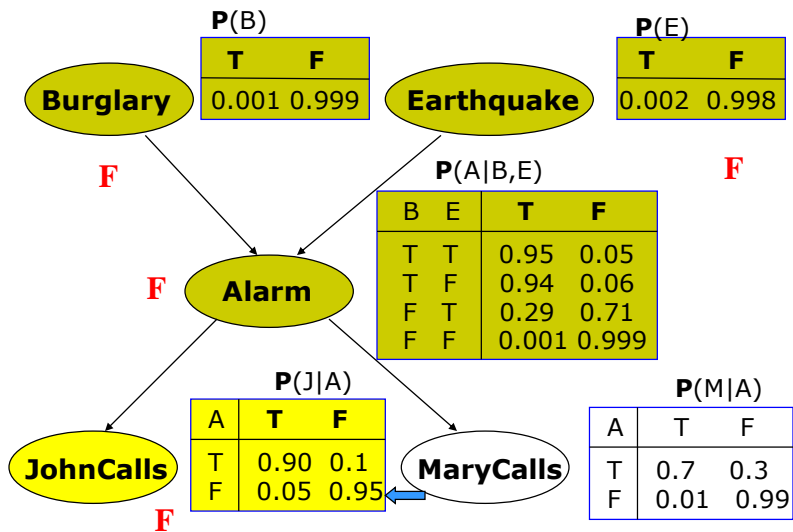 P(B)
T F
0.001 0.999
Burglary
P(E)
T F
0.002 0.998
Earthquake
F
F
P(A|B,E)
B E T F
T T 0.95 0.05
T F 0.94 0.06
F T 0.29 0.71
F F 0.001 0.999
F
Alarm
P(J|A)
A T F
T 0.90 0.1
F 0.05 0.95
JohnCalls
F
MaryCalls
P(M|A)
A T F
T 0.7 0.3
F 0.01 0.99